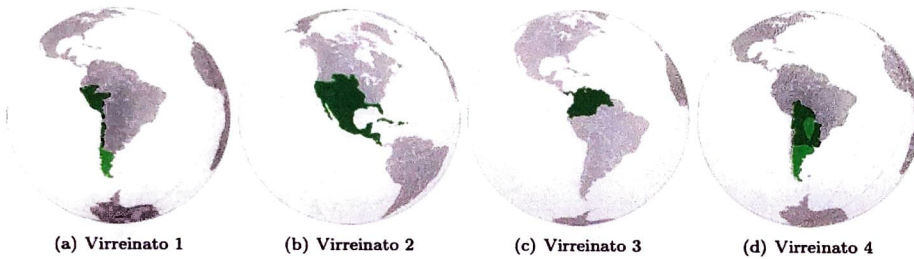 (a) Virreinato 1
(b) Virreinato 2
(c) Virreinato 3
(d) Virreinato 4